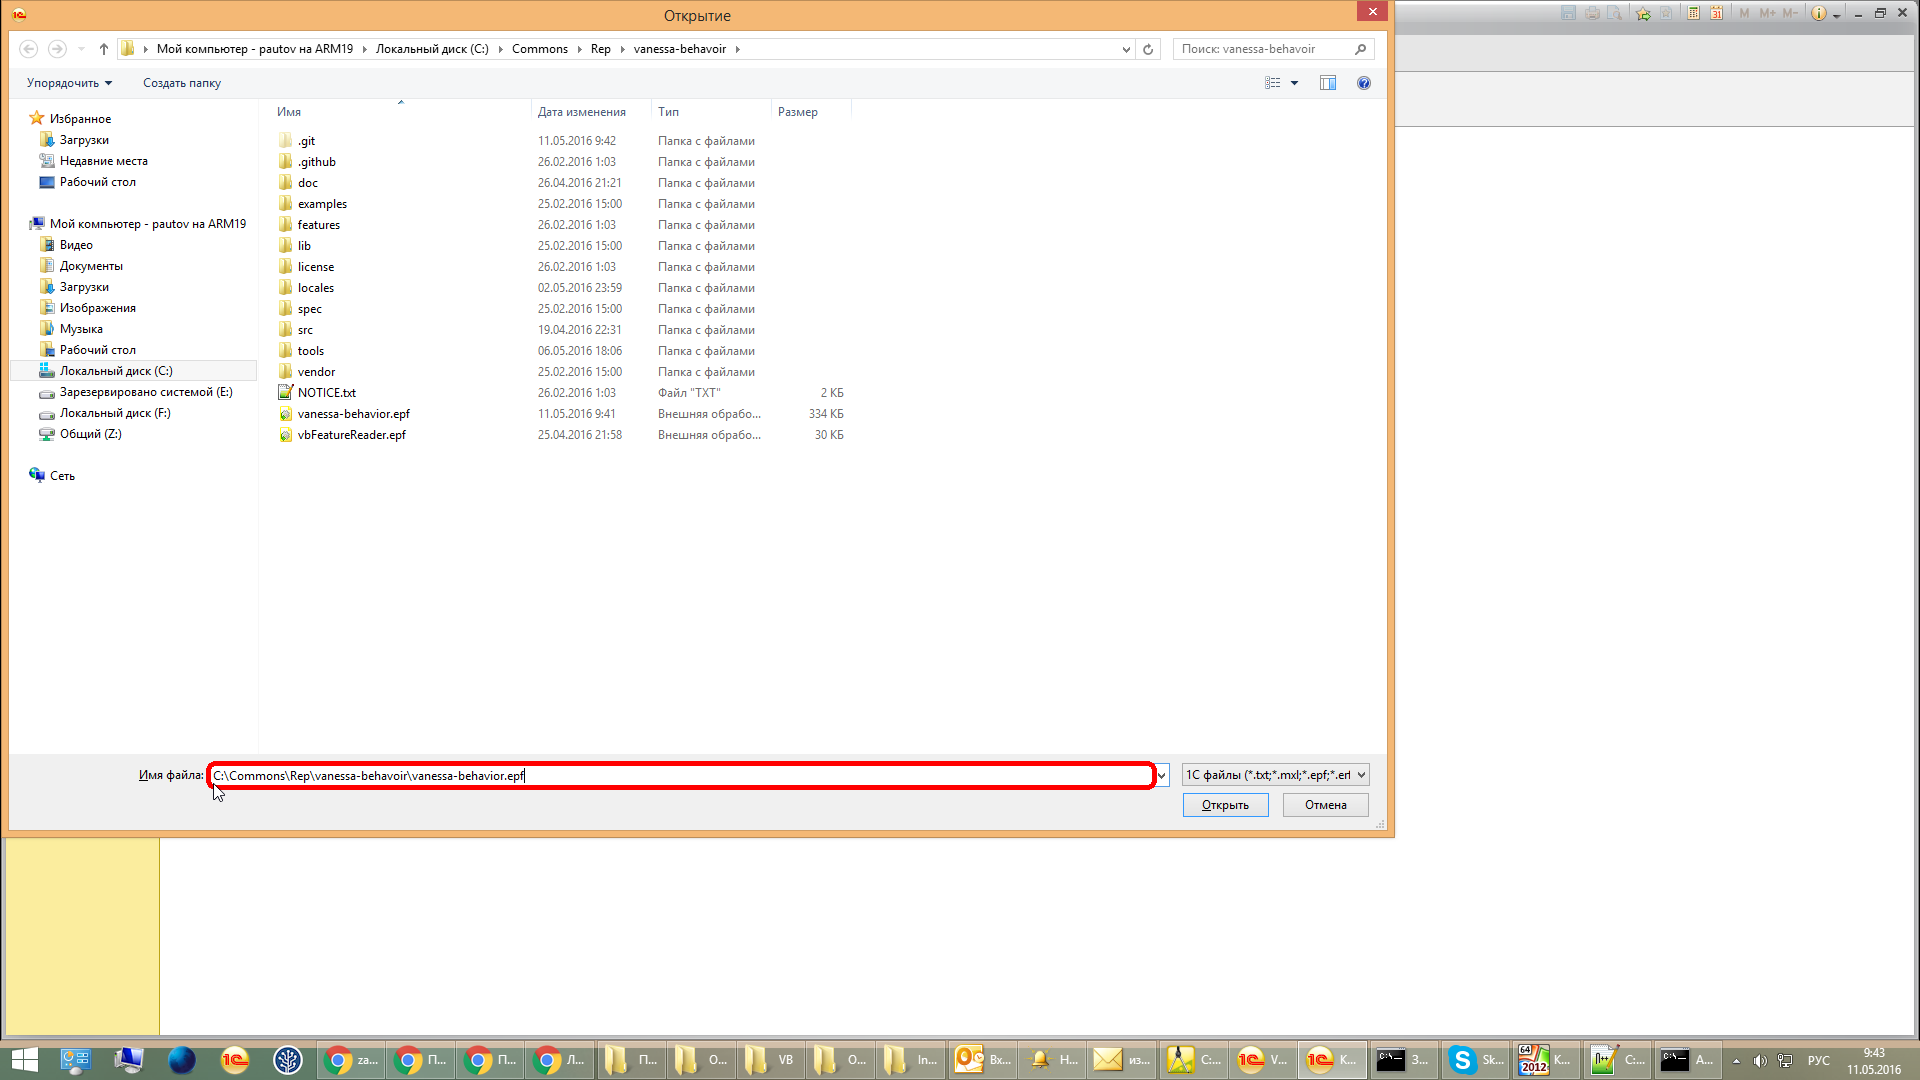 Открытие
Мой компьютер - pautov на ARM19 Локальный диск (C:) Commons Rep vanessa-behavoir
Поиск: vanessa-behavoir
Упорядочить Создать папку
Имя Дата изменения Тип Размер
Избранное
Загрузки
Недавние места
Рабочий стол
Мой компьютер - pautov на ARM19
Видео
Документы
Загрузки
Изображения
Музыка
Рабочий стол
Локальный диск (C:)
Зарезервировано системой (E:)
Локальный диск (F:)
Общий (Z:)
Сеть
.git 11.05.2016 9:42 Папка с файлами
.github 26.02.2016 1:03 Папка с файлами
doc 26.04.2016 21:21 Папка с файлами
examples 25.02.2016 15:00 Папка с файлами
features 26.02.2016 1:03 Папка с файлами
lib 25.02.2016 15:00 Папка с файлами
license 26.02.2016 1:03 Папка с файлами
locales 02.05.2016 23:59 Папка с файлами
spec 25.02.2016 15:00 Папка с файлами
src 19.04.2016 22:31 Папка с файлами
tools 06.05.2016 18:06 Папка с файлами
vendor 25.02.2016 15:00 Папка с файлами
NOTICE.txt 26.02.2016 1:03 Файл "TXT" 2 КБ
vanessa-behavior.epf 11.05.2016 9:41 Внешняя обрабо... 334 КБ
vbFeatureReader.epf 25.04.2016 21:58 Внешняя обрабо... 30 КБ
Имя файла: C:\Commons\Rep\vanessa-behavoir\vanessa-behavior.epf
1С файлы (*.txt;*.mxl;*.epf;*.erf
Открыть Отмена
M M+ M-
31
za... П... П... Л... П... О... VB О... In... Вх... Н... из... C:... V... K... З... Sk... К... C:... A...
64
2012
РУС
9:43
11.05.2016